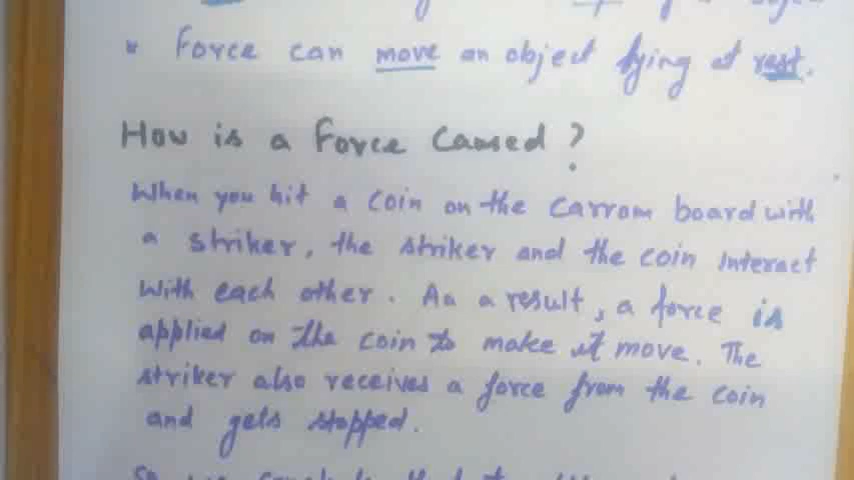 * Force can move an object lying at rest.
How is a Force Caused?
When you hit a coin on the carrom board with
a striker, the striker and the coin interact
with each other. As a result, a force is
applied on the coin to make it move. The
striker also receives a force from the coin
and gets stopped.